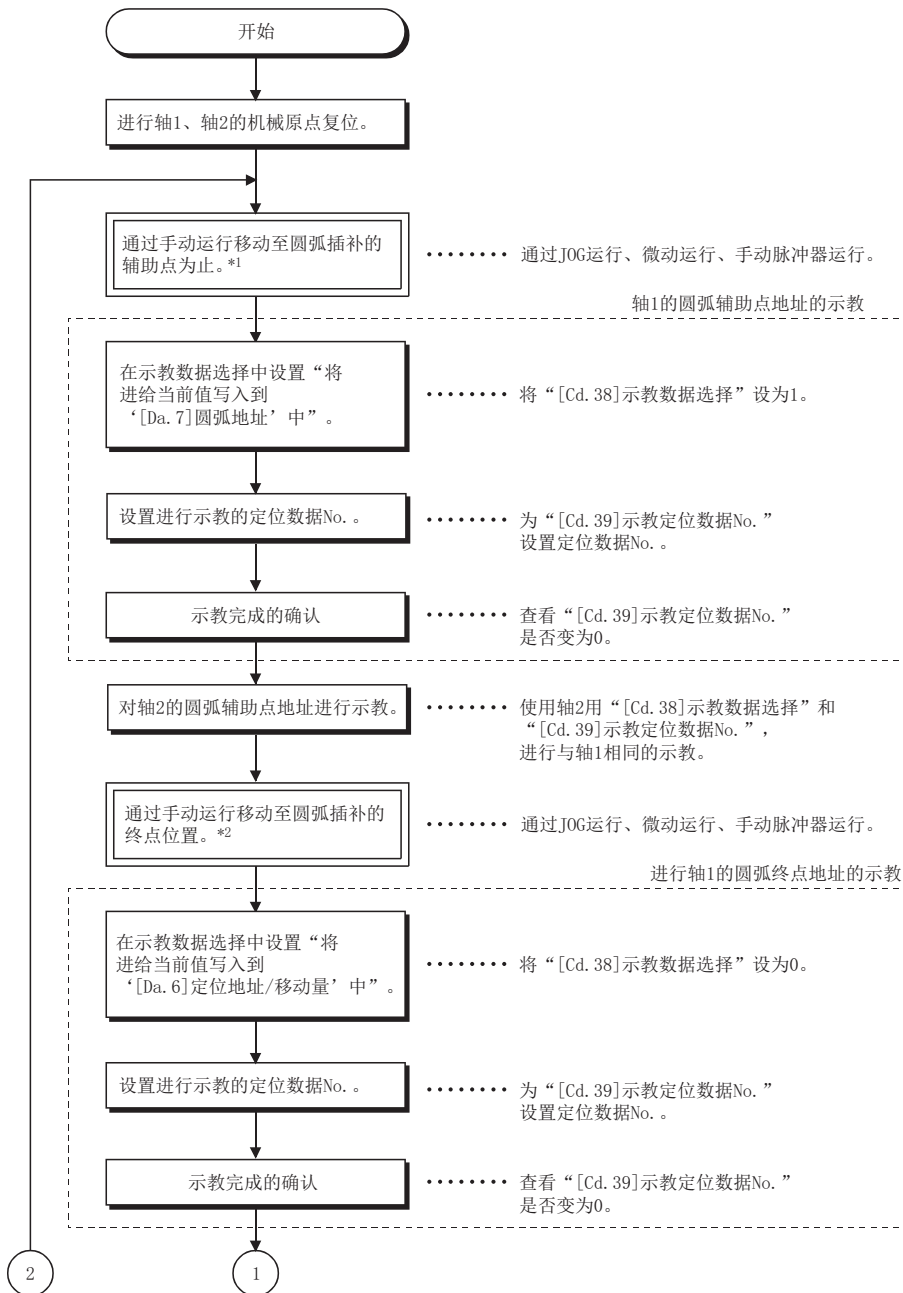 开始
进行轴1、轴2的机械原点复位。
通过手动运行移动至圆弧插补的
辅助点为止。*1
通过JOG运行、微动运行、手动脉冲器运行。
轴1的圆弧辅助点地址的示教
在示教数据选择中设置“将
进给当前值写入到
‘[Da.7]圆弧地址’中”。
将“[Cd.38]示教数据选择”设为1。
设置进行示教的定位数据No.。
为“[Cd.39]示教定位数据No.”
设置定位数据No.。
示教完成的确认
查看“[Cd.39]示教定位数据No.”
是否变为0。
对轴2的圆弧辅助点地址进行示教。
使用轴2用“[Cd.38]示教数据选择”和
“[Cd.39]示教定位数据No.”，
进行与轴1相同的示教。
通过手动运行移动至圆弧插补的
终点位置。*2
通过JOG运行、微动运行、手动脉冲器运行。
进行轴1的圆弧终点地址的示教
在示教数据选择中设置“将
进给当前值写入到
‘[Da.6]定位地址/移动量’中”。
将“[Cd.38]示教数据选择”设为0。
设置进行示教的定位数据No.。
为“[Cd.39]示教定位数据No.”
设置定位数据No.。
示教完成的确认
查看“[Cd.39]示教定位数据No.”
是否变为0。
2
1